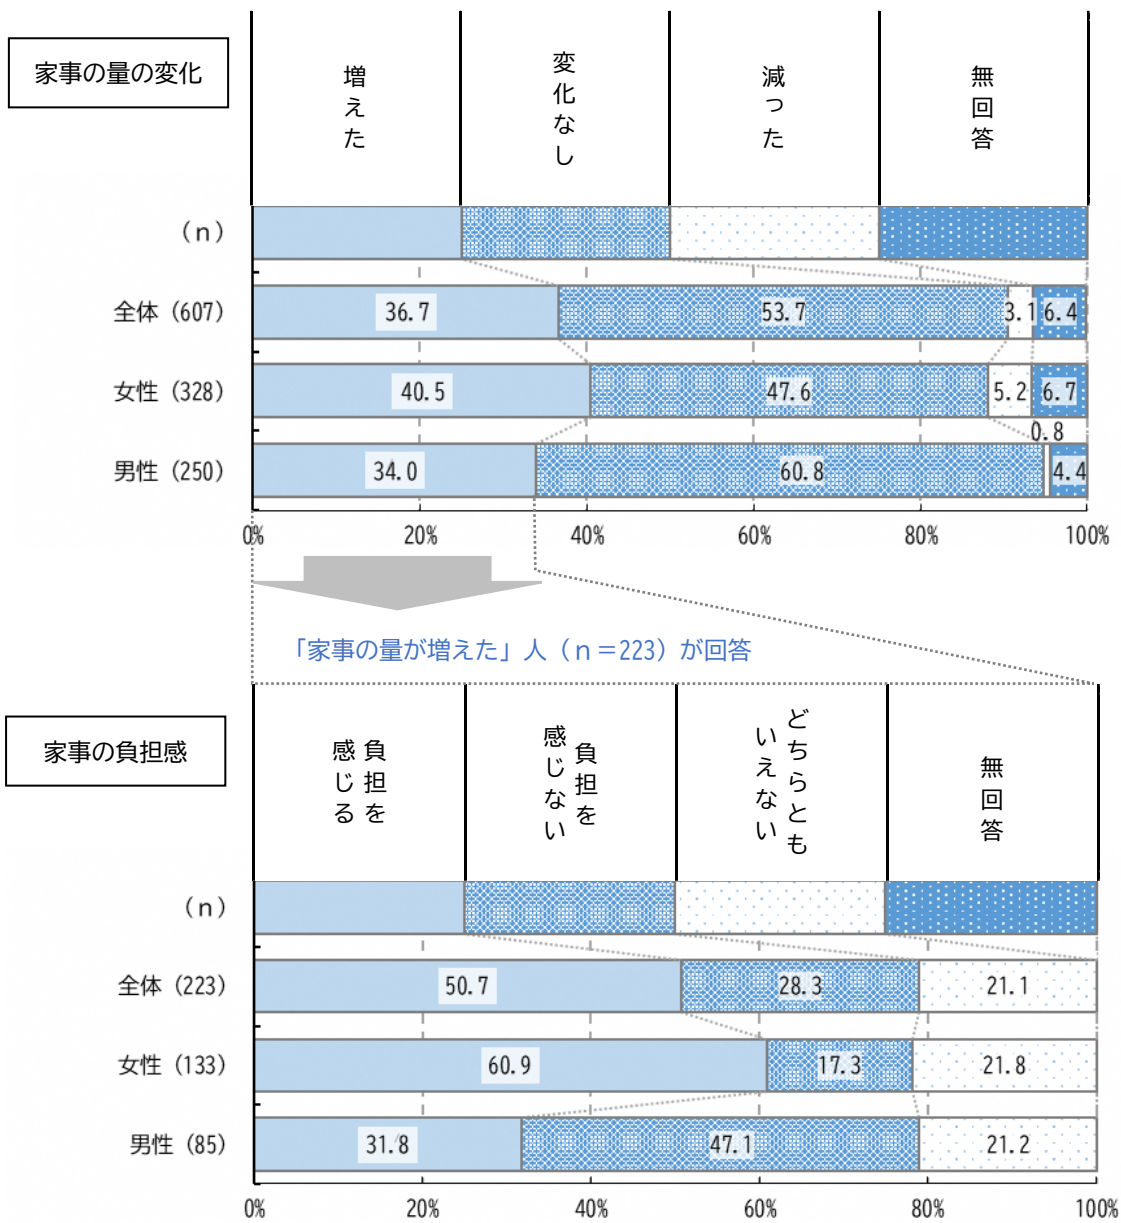 家事の量の変化
増えた
変化なし
減った
無回答
(n)
全体 (607)
36.7
53.7
3.1
6.4
女性 (328)
40.5
47.6
5.2
6.7
0.8
男性 (250)
34.0
60.8
4.4
0%
20%
40%
60%
80%
100%
「家事の量が増えた」人（ｎ＝223）が回答
家事の負担感
負担を
感じる
負担を
感じない
どちらとも
いえない
無回答
(n)
全体 (223)
50.7
28.3
21.1
女性 (133)
60.9
17.3
21.8
男性 (85)
31.8
47.1
21.2
0%
20%
40%
60%
80%
100%